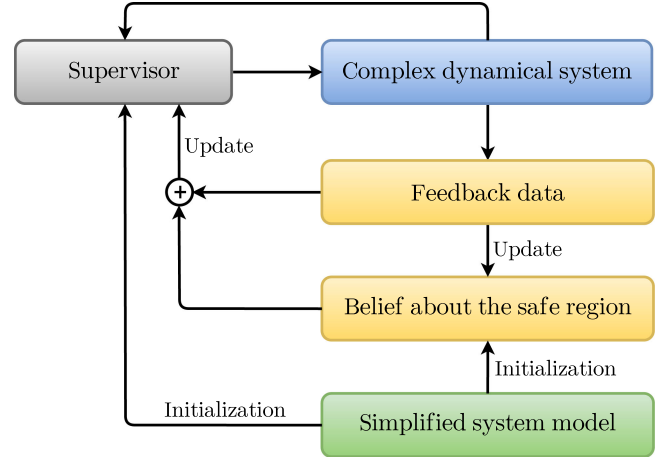 Supervisor
Complex dynamical system
Update
+
Feedback data
Update
Belief about the safe region
Initialization
Initialization
Simplified system model